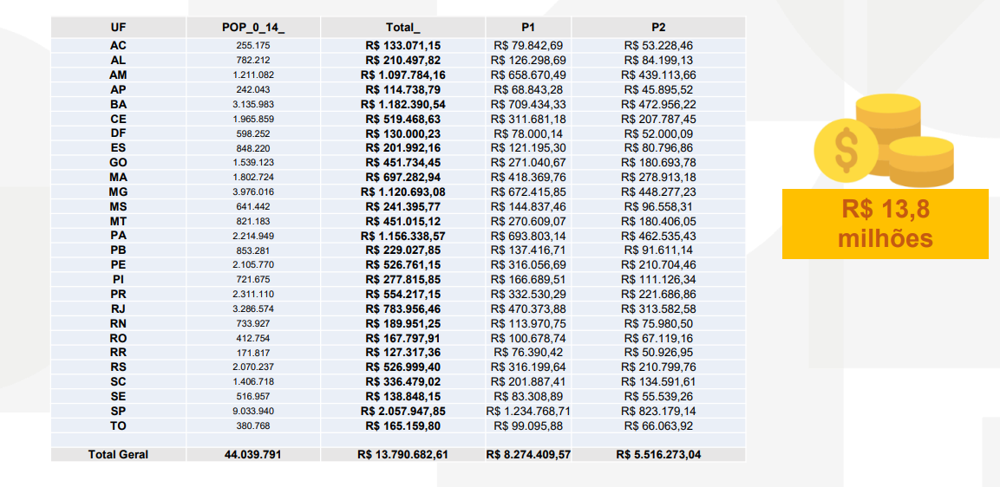 UF POP_0_14_ Total_ P1 P2
AC 255.175 R$ 133.071,15 R$ 79.842,69 R$ 53.228,46
AL 782.212 R$ 210.497,82 R$ 126.298,69 R$ 84.199,13
AM 1.211.082 R$ 1.097.784,16 R$ 658.670,49 R$ 439.113,66
AP 242.043 R$ 114.738,79 R$ 68.843,28 R$ 45.895,52
BA 3.135.983 R$ 1.182.390,54 R$ 709.434,33 R$ 472.956,22
CE 1.965.859 R$ 519.468,63 R$ 311.681,18 R$ 207.787,45
DF 598.252 R$ 130.000,23 R$ 78.000,14 R$ 52.000,09
ES 848.220 R$ 201.992,16 R$ 121.195,30 R$ 80.796,86
GO 1.539.123 R$ 451.734,45 R$ 271.040,67 R$ 180.693,78
MA 1.802.724 R$ 697.282,94 R$ 418.369,76 R$ 278.913,18
MG 3.976.016 R$ 1.120.693,08 R$ 672.415,85 R$ 448.277,23
MS 641.442 R$ 241.395,77 R$ 144.837,46 R$ 96.558,31
MT 821.183 R$ 451.015,12 R$ 270.609,07 R$ 180.406,05
PA 2.214.949 R$ 1.156.338,57 R$ 693.803,14 R$ 462.535,43
PB 853.281 R$ 229.027,85 R$ 137.416,71 R$ 91.611,14
PE 2.105.770 R$ 526.761,15 R$ 316.056,69 R$ 210.704,46
PI 721.675 R$ 277.815,85 R$ 166.689,51 R$ 111.126,34
PR 2.311.110 R$ 554.217,15 R$ 332.530,29 R$ 221.686,86
RJ 3.286.574 R$ 783.956,46 R$ 470.373,88 R$ 313.582,58
RN 733.927 R$ 189.951,25 R$ 113.970,75 R$ 75.980,50
RO 412.754 R$ 167.797,91 R$ 100.678,74 R$ 67.119,16
RR 171.817 R$ 127.317,36 R$ 76.390,42 R$ 50.926,95
RS 2.070.237 R$ 526.999,40 R$ 316.199,64 R$ 210.799,76
SC 1.406.718 R$ 336.479,02 R$ 201.887,41 R$ 134.591,61
SE 516.957 R$ 138.848,15 R$ 83.308,89 R$ 55.539,26
SP 9.033.940 R$ 2.057.947,85 R$ 1.234.768,71 R$ 823.179,14
TO 380.768 R$ 165.159,80 R$ 99.095,88 R$ 66.063,92
Total Geral 44.039.791 R$ 13.790.682,61 R$ 8.274.409,57 R$ 5.516.273,04
$
R$ 13,8
milhões